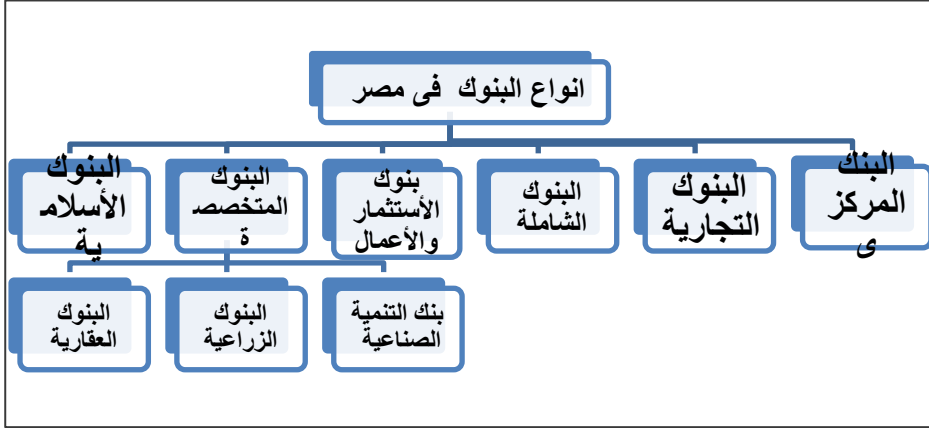 انواع البنوك فى مصر
البنك
المركز
ى
البنوك
التجارية
البنوك
الشاملة
بنوك
الأستثمار
والأعمال
البنوك
المتخصص
ة
البنوك
الأسلام
ية
بنك التنمية
الصناعية
البنوك
الزراعية
البنوك
العقارية